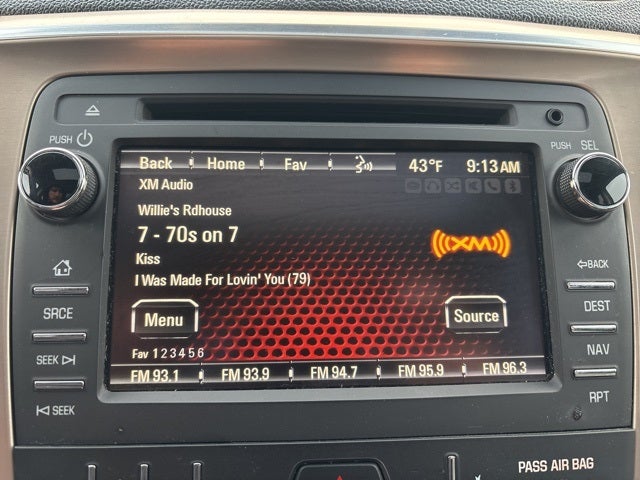 PUSH
PUSH SEL
Back Home Fav 43°F 9:13 AM
XM Audio
Willie's Rdhouse
7 - 70s on 7
XM
Kiss
I Was Made For Lovin' You (79)
Menu
Source
Fav 1 2 3 4 5 6
FM 93.1 FM 93.9 FM 94.7 FM 95.9 FM 96.3
SRCE
SEEK
SEEK
BACK
DEST
NAV
RPT
PASS AIR BAG